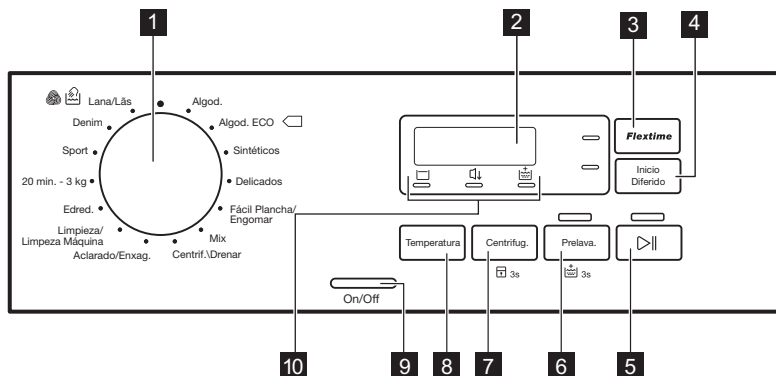 1
2
3
4
Lana/Lãs
Algod.
Denim
Algod. ECO
Sport
Sintéticos
20 min. - 3 kg
Delicados
Edred.
Fácil Plancha/
Engomar
Limpieza/
Limpeza Máquina
Mix
Aclarado/Enxag.
Centrif.\Drenar
Flextime
Inicio
Diferido
Temperatura
Centrifug.
Prelava.
3s
3s
On/Off
10
9
8
7
6
5